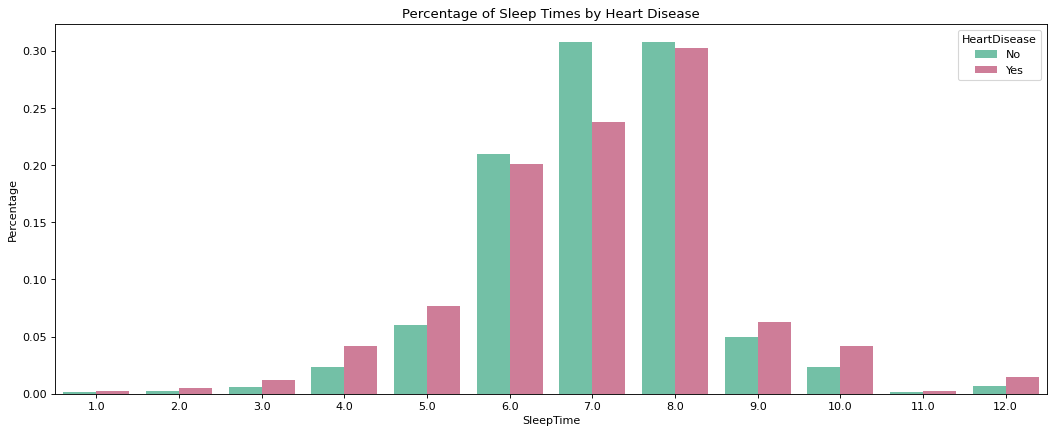 Percentage of Sleep Times by Heart Disease
HeartDisease
No
Yes
Percentage
0.30
0.25
0.20
0.15
0.10
0.05
0.00
1.0 2.0 3.0 4.0 5.0 6.0 7.0 8.0 9.0 10.0 11.0 12.0
SleepTime